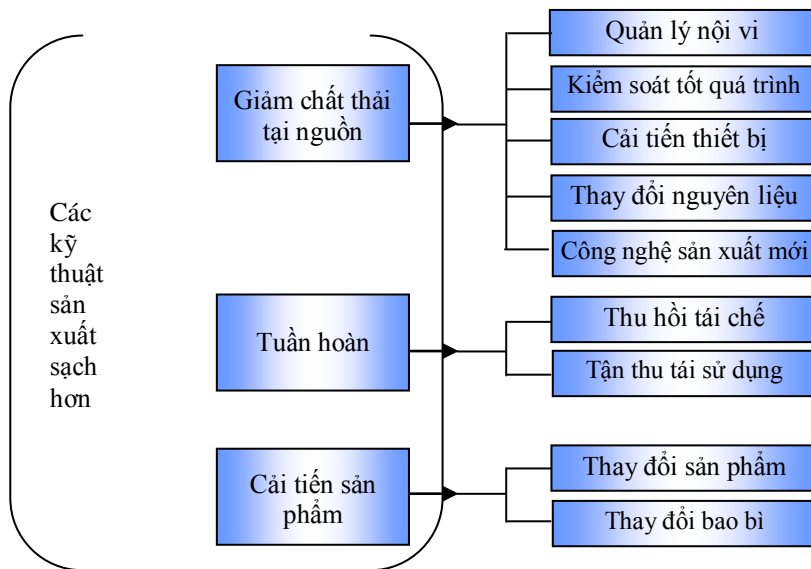 Các
kỹ
thuật
sản
xuất
sạch
hơn
Giảm chất thải
tại nguồn
Quản lý nội vi
Kiểm soát tốt quá trình
Cải tiến thiết bị
Thay đổi nguyên liệu
Công nghệ sản xuất mới
Tuần hoàn
Thu hồi tái chế
Tận thu tái sử dụng
Cải tiến sản
phẩm
Thay đổi sản phẩm
Thay đổi bao bì